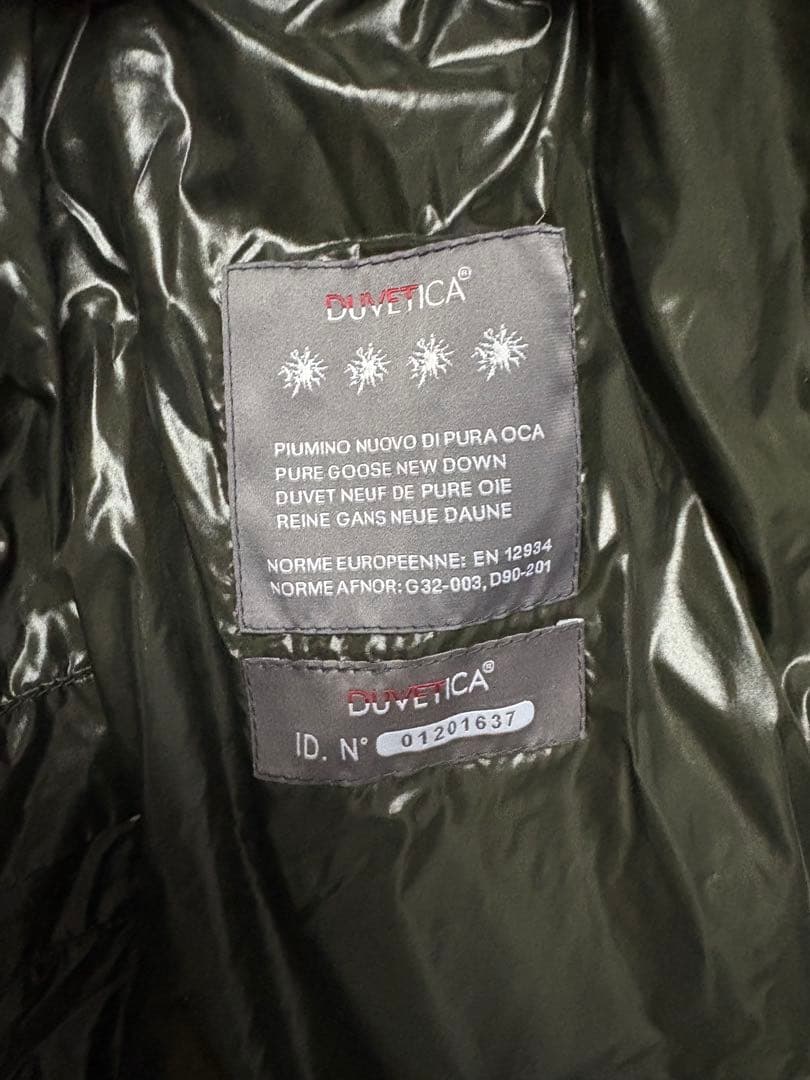 DUVETICA®
PIUMINO NUOVO DI PURA OCA
PURE GOOSE NEW DOWN
DUVET NEUF DE PURE OIE
REINE GANS NEUE DAUNE
NORME EUROPEENNE: EN 12934
NORME AFNOR: G32-003, D90-201
DUVETICA®
ID. N° 01201637